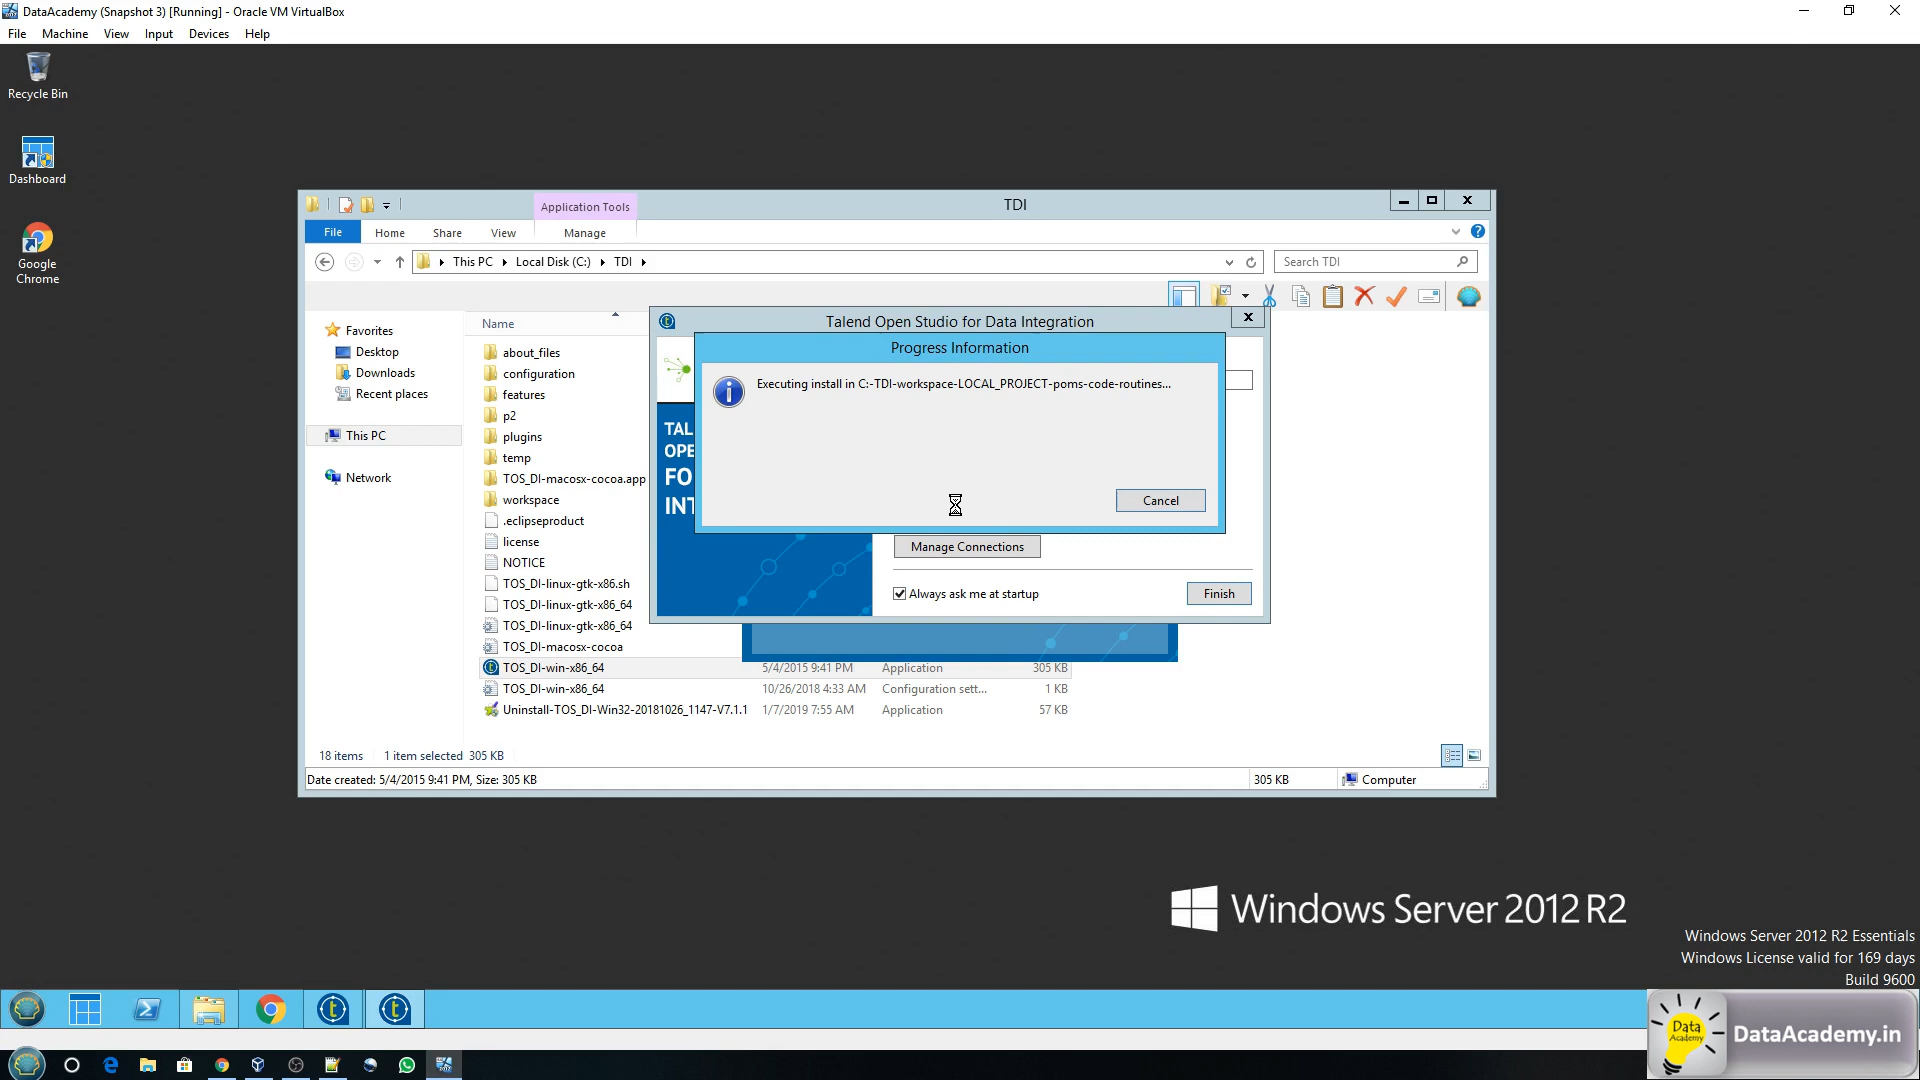 DataAcademy (Snapshot 3) [Running] - Oracle VM VirtualBox
File Machine View Input Devices Help
Recycle Bin
Dashboard
Google
Chrome
Application Tools
TDI
File Home Share View Manage
This PC Local Disk (C:) TDI
Search TDI
Favorites
Desktop
Downloads
Recent places
This PC
Network
Name
about_files
configuration
features
p2
plugins
temp
TOS_DI-macosx-cocoa.app
workspace
.eclipseproduct
license
NOTICE
TOS_DI-linux-gtk-x86.sh
TOS_DI-linux-gtk-x86_64
TOS_DI-linux-gtk-x86_64
TOS_DI-macosx-cocoa
TOS_DI-win-x86_64 5/4/2015 9:41 PM Application 305 KB
TOS_DI-win-x86_64 10/26/2018 4:33 AM Configuration sett... 1 KB
Uninstall-TOS_DI-Win32-20181026_1147-V7.1.1 1/7/2019 7:55 AM Application 57 KB
Talend Open Studio for Data Integration
Progress Information
Executing install in C:-TDI-workspace-LOCAL_PROJECT-poms-code-routines...
Cancel
TAL
OPE
FO
INT
Manage Connections
Always ask me at startup
Finish
18 items 1 item selected 305 KB
Date created: 5/4/2015 9:41 PM, Size: 305 KB
305 KB
Computer
Windows Server 2012 R2
Windows Server 2012 R2 Essentials
Windows License valid for 169 days
Build 9600
Data
Academy
DataAcademy.in